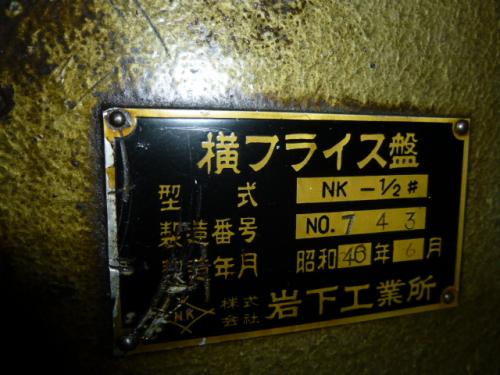 横フライス盤
型式 NK-1/2#
製造番号 NO.743
製造年月 昭和46年6月
NK 株式会社 岩下工業所